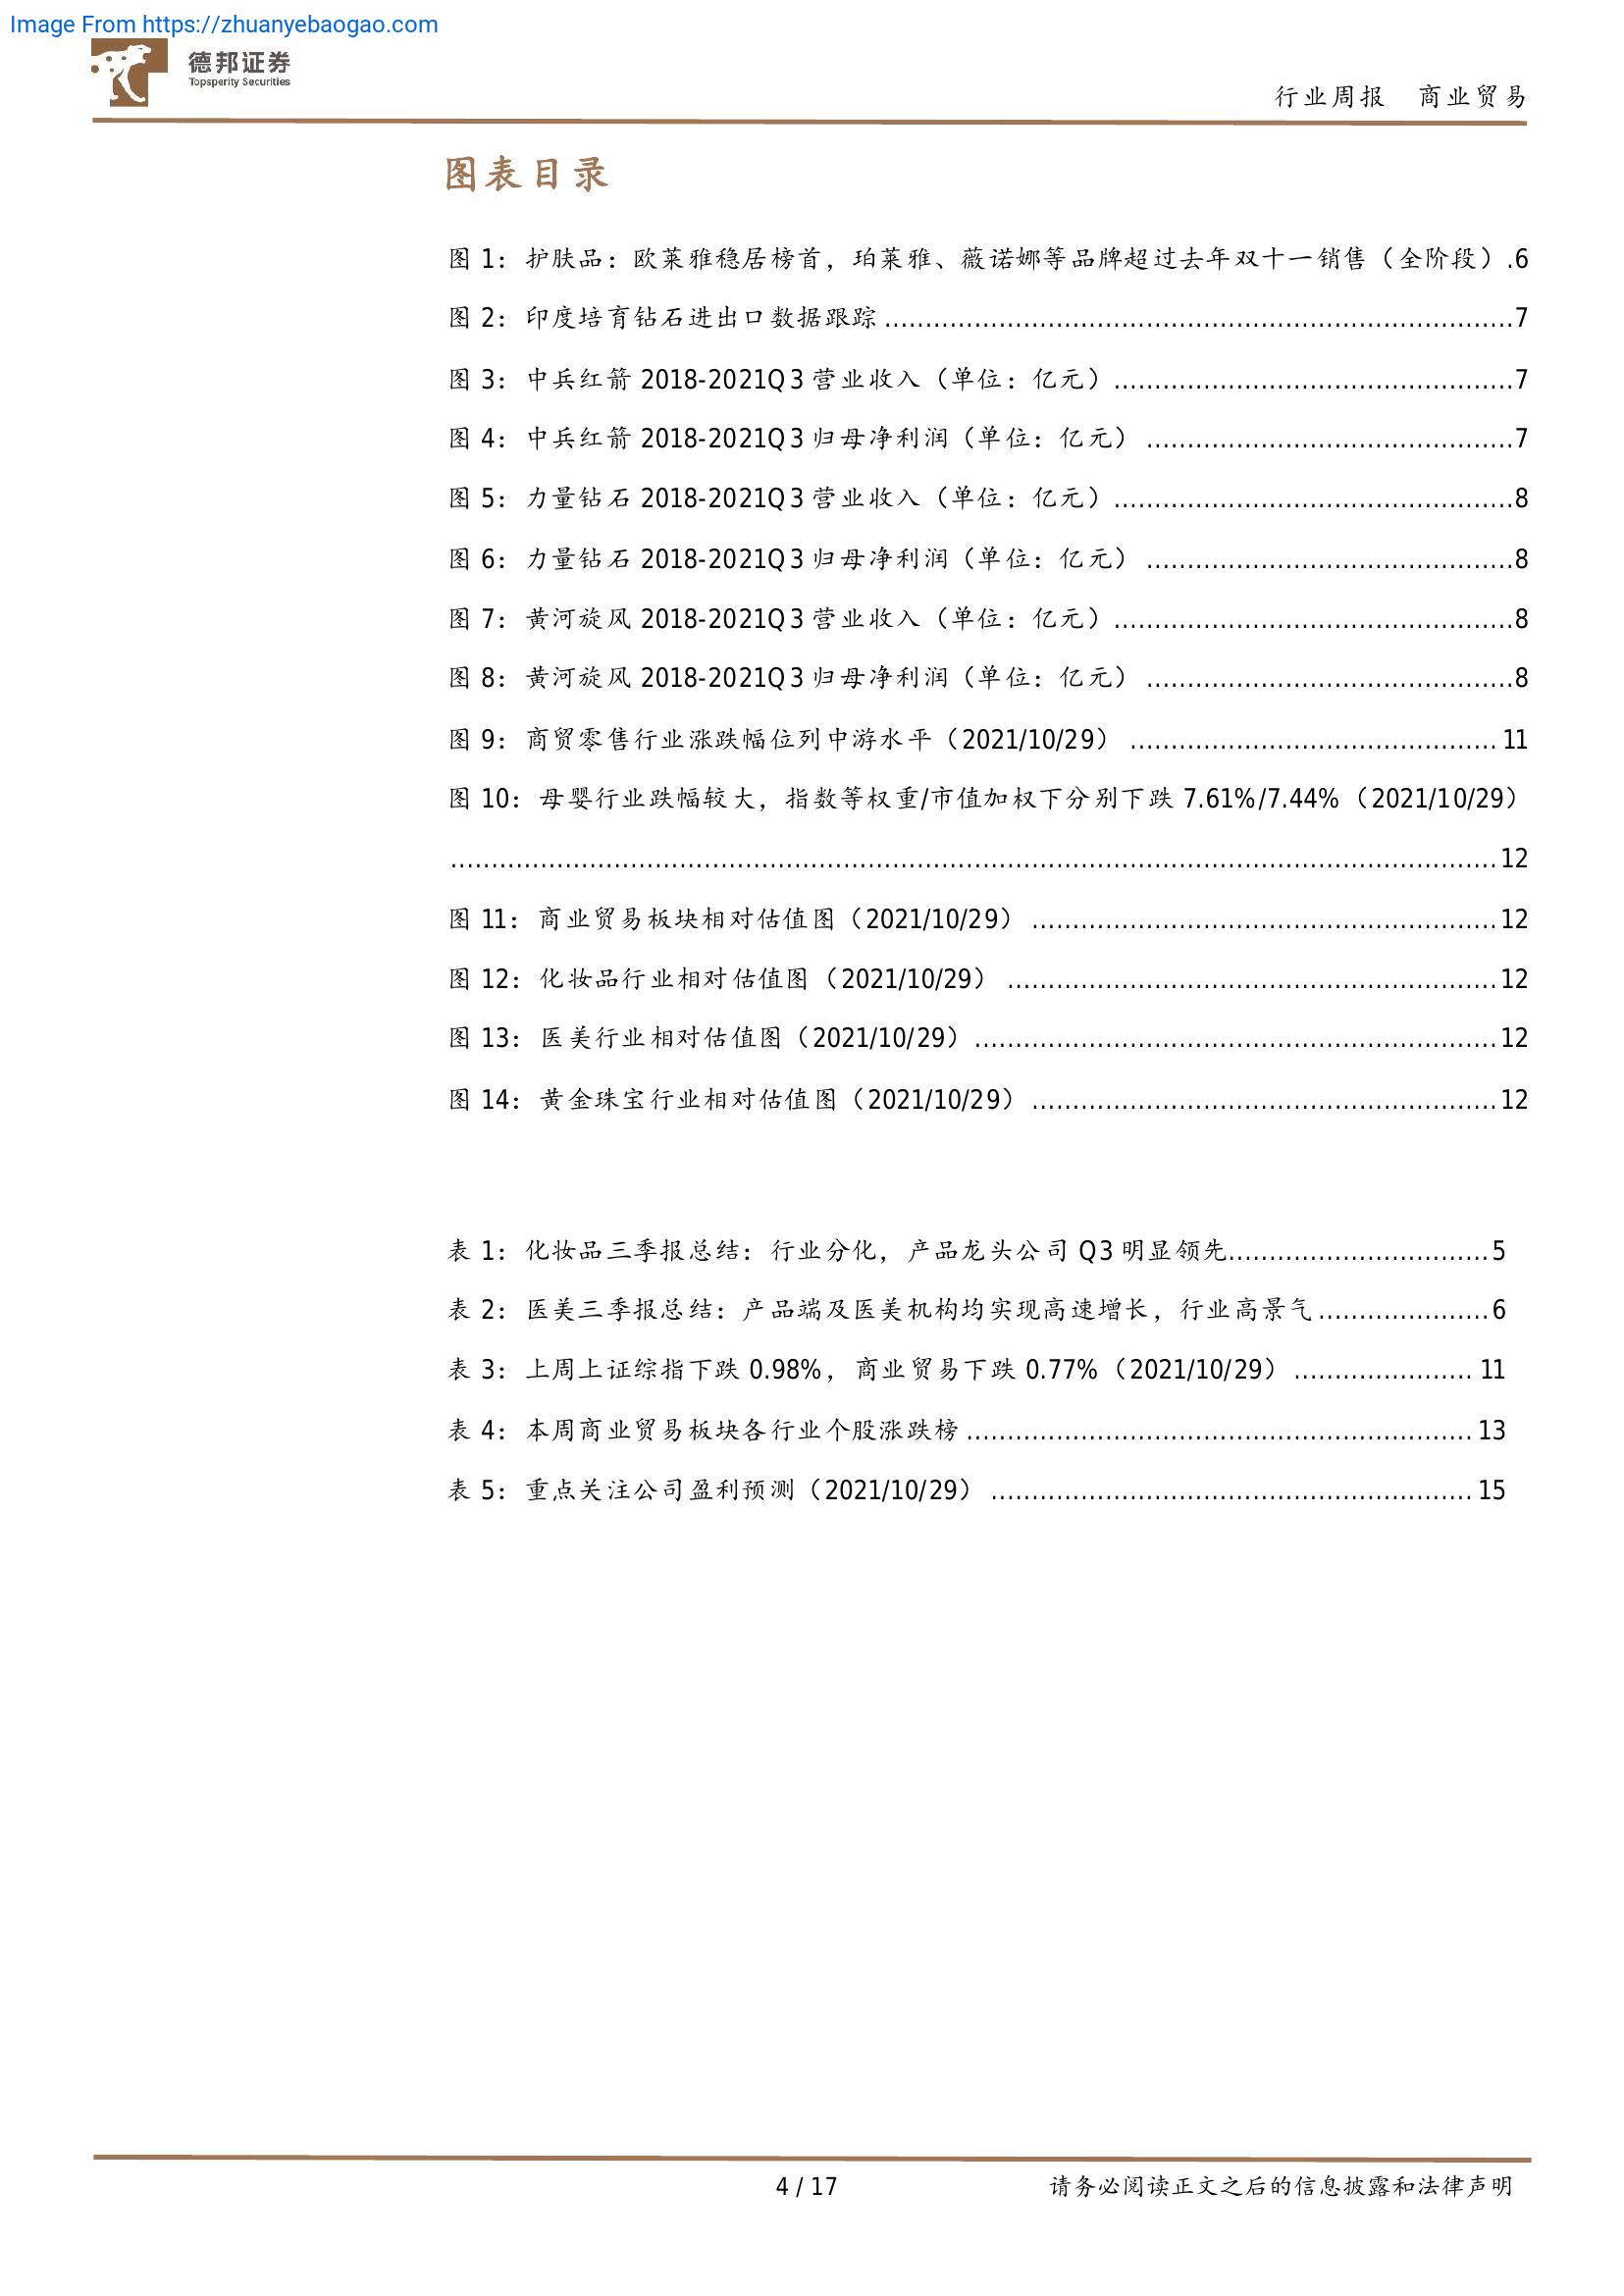 Image From https://zhuanyebaogao.com
德邦证券
Topsperity Securities
行业周报 商业贸易
图表目录
图 1：护肤品：欧莱雅稳居榜首，珀莱雅、薇诺娜等品牌超过去年双十一销售（全阶段）.6
图 2：印度培育钻石进出口数据跟踪.............................................................................7
图 3：中兵红箭 2018-2021Q3 营业收入（单位：亿元）.................................................7
图 4：中兵红箭 2018-2021Q3 归母净利润（单位：亿元）.............................................7
图 5：力量钻石 2018-2021Q3 营业收入（单位：亿元）.................................................8
图 6：力量钻石 2018-2021Q3 归母净利润（单位：亿元）.............................................8
图 7：黄河旋风 2018-2021Q3 营业收入（单位：亿元）.................................................8
图 8：黄河旋风 2018-2021Q3 归母净利润（单位：亿元）.............................................8
图 9：商贸零售行业涨跌幅位列中游水平（2021/10/29）.............................................11
图 10：母婴行业跌幅较大，指数等权重/市值加权下分别下跌 7.61%/7.44%（2021/10/29）
................................................................................................................................12
图 11：商业贸易板块相对估值图（2021/10/29）.........................................................12
图 12：化妆品行业相对估值图（2021/10/29）............................................................12
图 13：医美行业相对估值图（2021/10/29）................................................................12
图 14：黄金珠宝行业相对估值图（2021/10/29）.........................................................12
表 1：化妆品三季报总结：行业分化，产品龙头公司 Q3 明显领先................................5
表 2：医美三季报总结：产品端及医美机构均实现高速增长，行业高景气.....................6
表 3：上周上证综指下跌 0.98%，商业贸易下跌 0.77%（2021/10/29）......................11
表 4：本周商业贸易板块各行业个股涨跌榜..............................................................13
表 5：重点关注公司盈利预测（2021/10/29）...........................................................15
4 / 17
请务必阅读正文之后的信息披露和法律声明